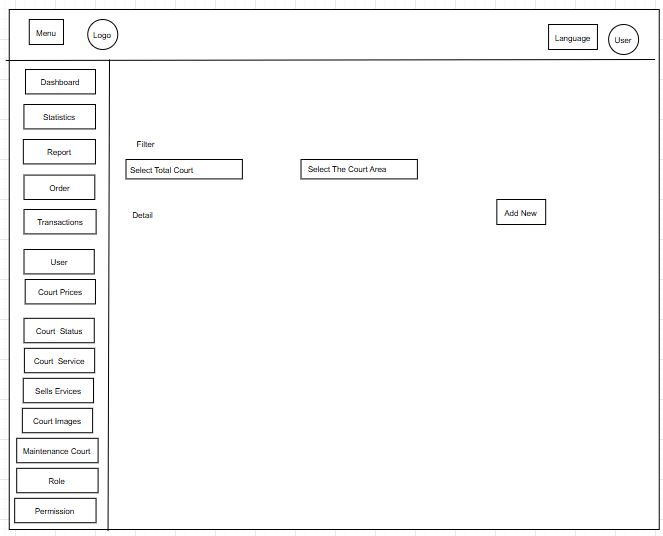 Menu
Logo
Language
User
Dashboard
Statistics
Report
Order
Transactions
User
Court Prices
Court Status
Court Service
Sells Ervices
Court Images
Maintenance Court
Role
Permission
Filter
Select Total Court
Select The Court Area
Detail
Add New